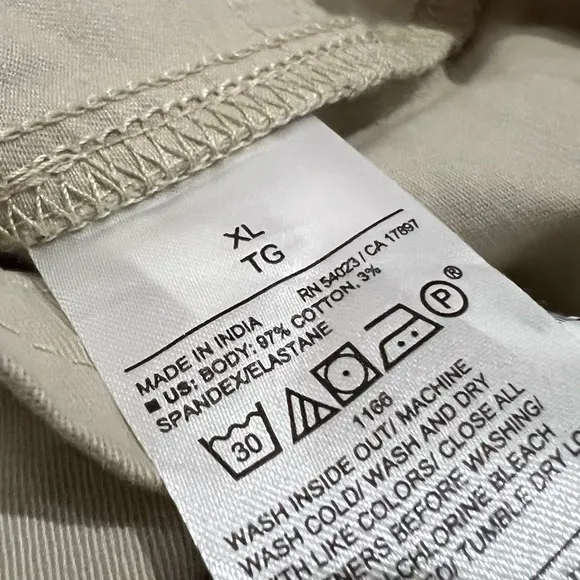 XL
TG
RN 54023 / CA 17897
MADE IN INDIA
■ US: BODY: 97% COTTON, 3%
SPANDEX/ELASTANE
30
P®
1166
WASH INSIDE OUT/ MACHINE
WASH COLD/ WASH AND DRY
WITH LIKE COLORS/ CLOSE ALL
BEFORE WASHING/
CHLORINE BLEACH
TUMBLE DRY